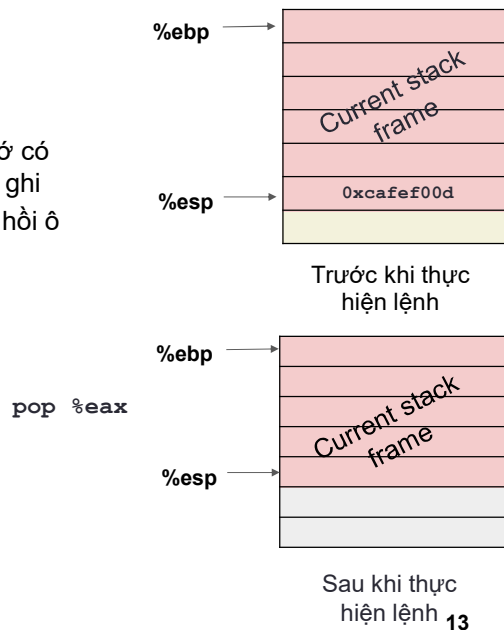 %ebp
Current stack
frame
ớ có
ghi
hồi ô
%esp
0xcafef00d
Trước khi thực
hiện lệnh
%ebp
pop %eax
Current stack
frame
%esp
Sau khi thực
hiện lệnh
13